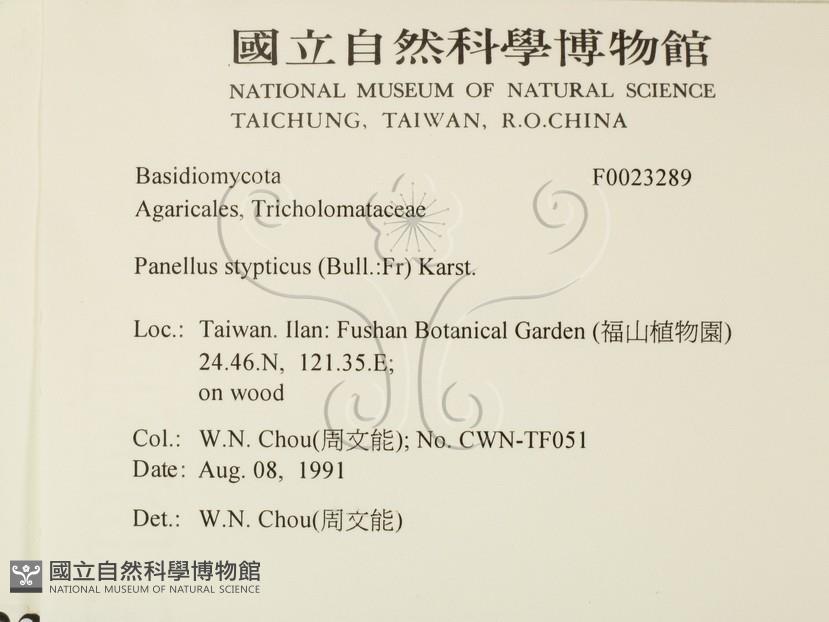 國立自然科學博物館
NATIONAL MUSEUM OF NATURAL SCIENCE
TAICHUNG, TAIWAN, R.O.CHINA
Basidiomycota F0023289
Agaricales, Tricholomataceae
Panellus stypticus (Bull.:Fr) Karst.
Loc.: Taiwan. Ilan: Fushan Botanical Garden (福山植物園)
24.46.N, 121.35.E;
on wood
Col.: W.N. Chou(周文能); No. CWN-TF051
Date: Aug. 08, 1991
Det.: W.N. Chou(周文能)
國立自然科學博物館
NATIONAL MUSEUM OF NATURAL SCIENCE